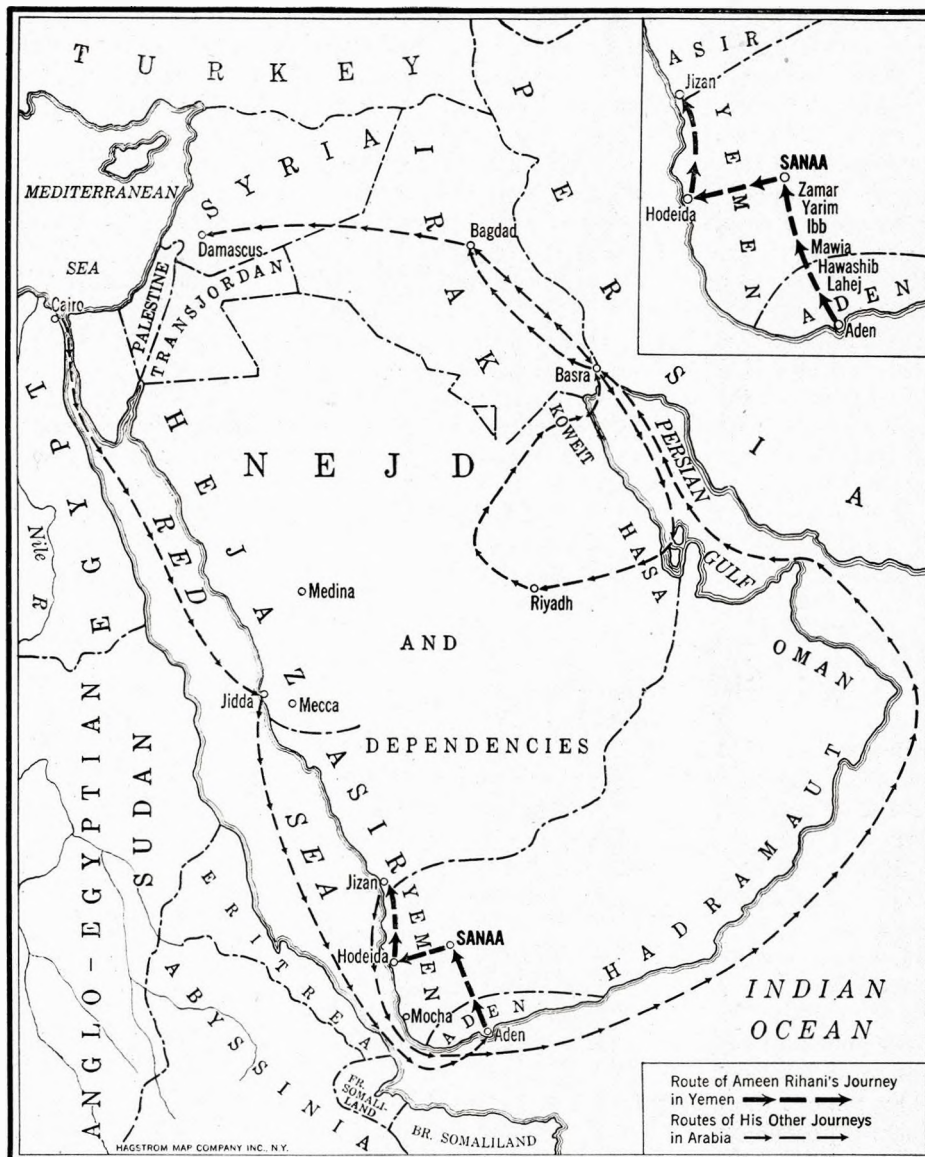 TURKEY
MEDITERRANEAN
SEA
SYRIA
Damascus
IRAK
Bagdad
PERSIA
Basra
PALESTINE
TRANSJORDAN
Cairo
EGYPT
Nile R
HEJAZ
RED
SEA
NEJD
AND
DEPENDENCIES
KOWEIT
PERSIAN
GULF
HASA
Riyadh
Medina
Jidda
Mecca
OMAN
ANGLO-EGYPTIAN
SUDAN
ASIR
Jizan
YEMEN
SANAA
Hodeida
Mocha
ADEN
Aden
HADRAMAUT
ERITREA
ABYSSINIA
FR.
SOMALI-
LAND
BR. SOMALILAND
INDIAN
OCEAN
ASIR
Jizan
YEMEN
SANAA
Hodeida
Zamar
Yarim
Ibb
Mawia
Hawashib
Lahej
ADEN
Aden
Route of Ameen Rihani's Journey
in Yemen
Routes of His Other Journeys
in Arabia
HAGSTROM MAP COMPANY INC., N.Y.